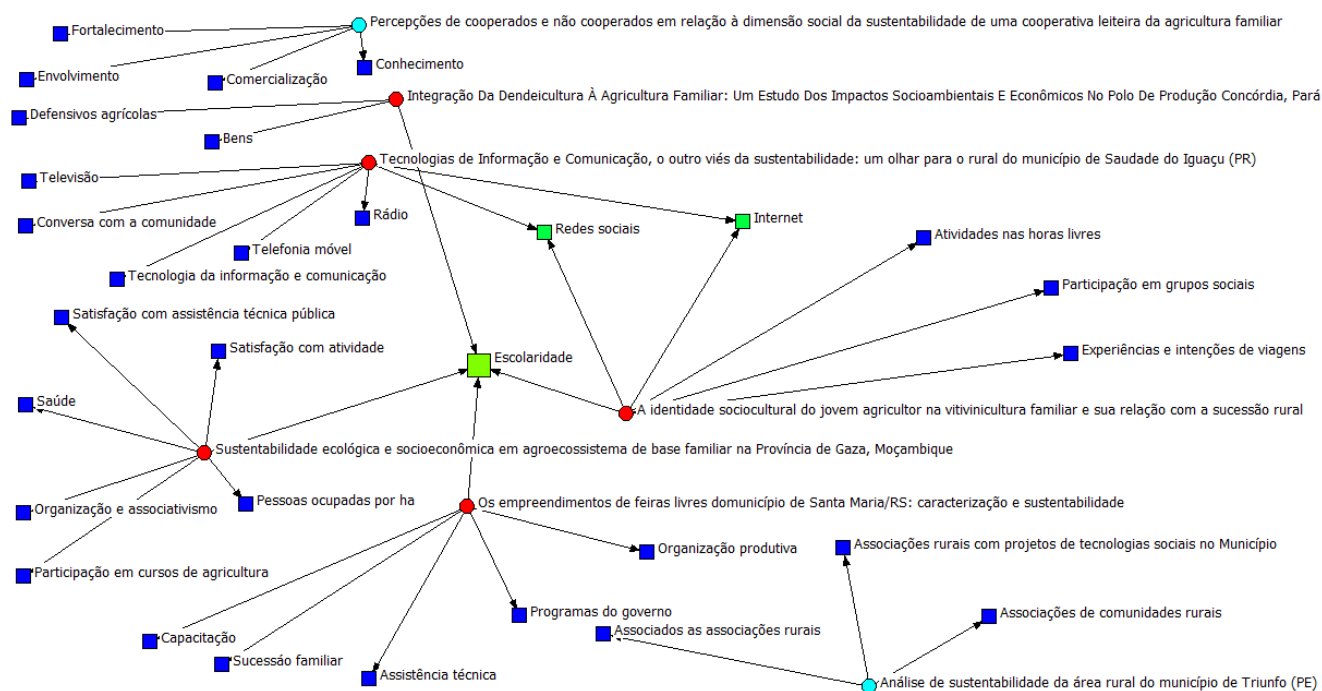 Percepções de cooperados e não cooperados em relação à dimensão social da sustentabilidade de uma cooperativa leiteira da agricultura familiar
Fortalecimento
Conhecimento
Envolvimento
Comercialização
Integração Da Dendeicultura À Agricultura Familiar: Um Estudo Dos Impactos Socioambientais E Econômicos No Polo De Produção Concórdia, Pará
Defensivos agrícolas
Bens
Tecnologias de Informação e Comunicação, o outro viés da sustentabilidade: um olhar para o rural do município de Saudade do Iguaçu (PR)
Televisão
Rádio
Internet
Conversa com a comunidade
Redes sociais
Atividades nas horas livres
Telefonia móvel
Tecnologia da informação e comunicação
Participação em grupos sociais
Satisfação com assistência técnica pública
Satisfação com atividade
Experiências e intenções de viagens
Escolaridade
Saúde
A identidade sociocultural do jovem agricultor na vitivinicultura familiar e sua relação com a sucessão rural
Sustentabilidade ecológica e socioeconômica em agroecossistema de base familiar na Província de Gaza, Moçambique
Pessoas ocupadas por ha
Os empreendimentos de feiras livres domunicípio de Santa Maria/RS: caracterização e sustentabilidade
Organização e associativismo
Organização produtiva
Associações rurais com projetos de tecnologias sociais no Município
Participação em cursos de agricultura
Programas do governo
Associações de comunidades rurais
Associados as associações rurais
Capacitação
Sucessáo familiar
Assistência técnica
Análise de sustentabilidade da área rural do município de Triunfo (PE)